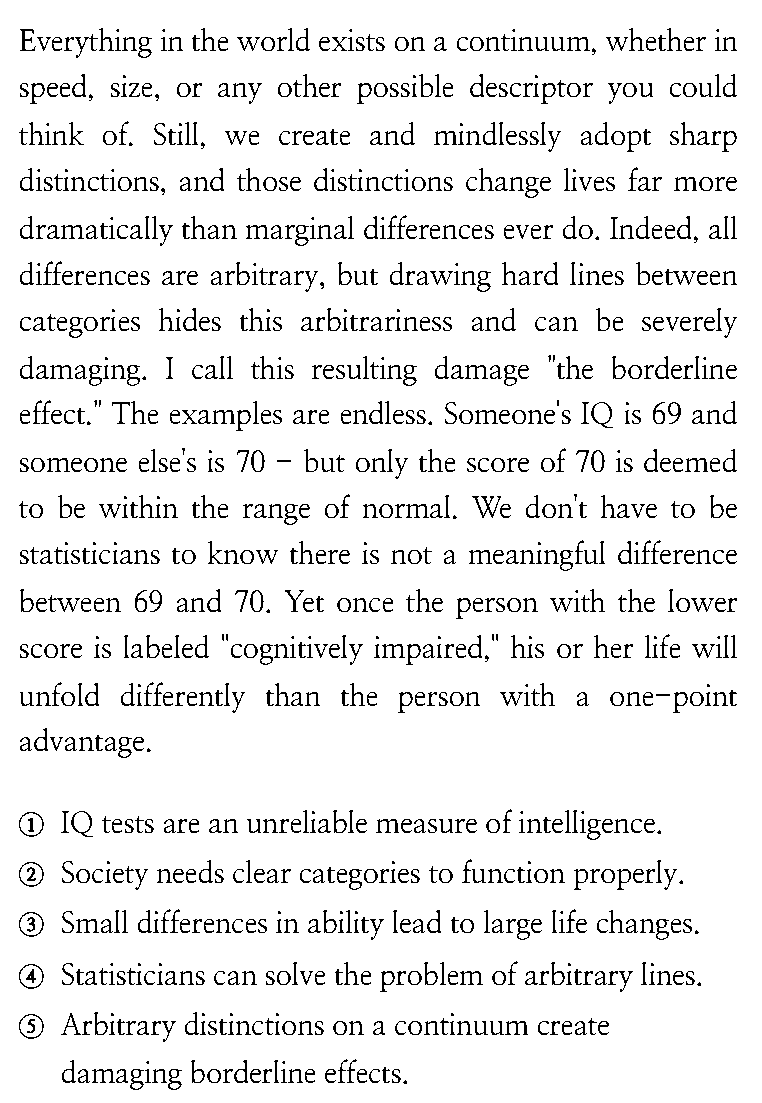 Everything in the world exists on a continuum, whether in
speed, size, or any other possible descriptor you could
think of. Still, we create and mindlessly adopt sharp
distinctions, and those distinctions change lives far more
dramatically than marginal differences ever do. Indeed, all
differences are arbitrary, but drawing hard lines between
categories hides this arbitrariness and can be severely
damaging. I call this resulting damage "the borderline
effect." The examples are endless. Someone's IQ is 69 and
someone else's is 70 - but only the score of 70 is deemed
to be within the range of normal. We don't have to be
statisticians to know there is not a meaningful difference
between 69 and 70. Yet once the person with the lower
score is labeled "cognitively impaired," his or her life will
unfold differently than the person with a one-point
advantage.
① IQ tests are an unreliable measure of intelligence.
② Society needs clear categories to function properly.
③ Small differences in ability lead to large life changes.
④ Statisticians can solve the problem of arbitrary lines.
⑤ Arbitrary distinctions on a continuum create
damaging borderline effects.